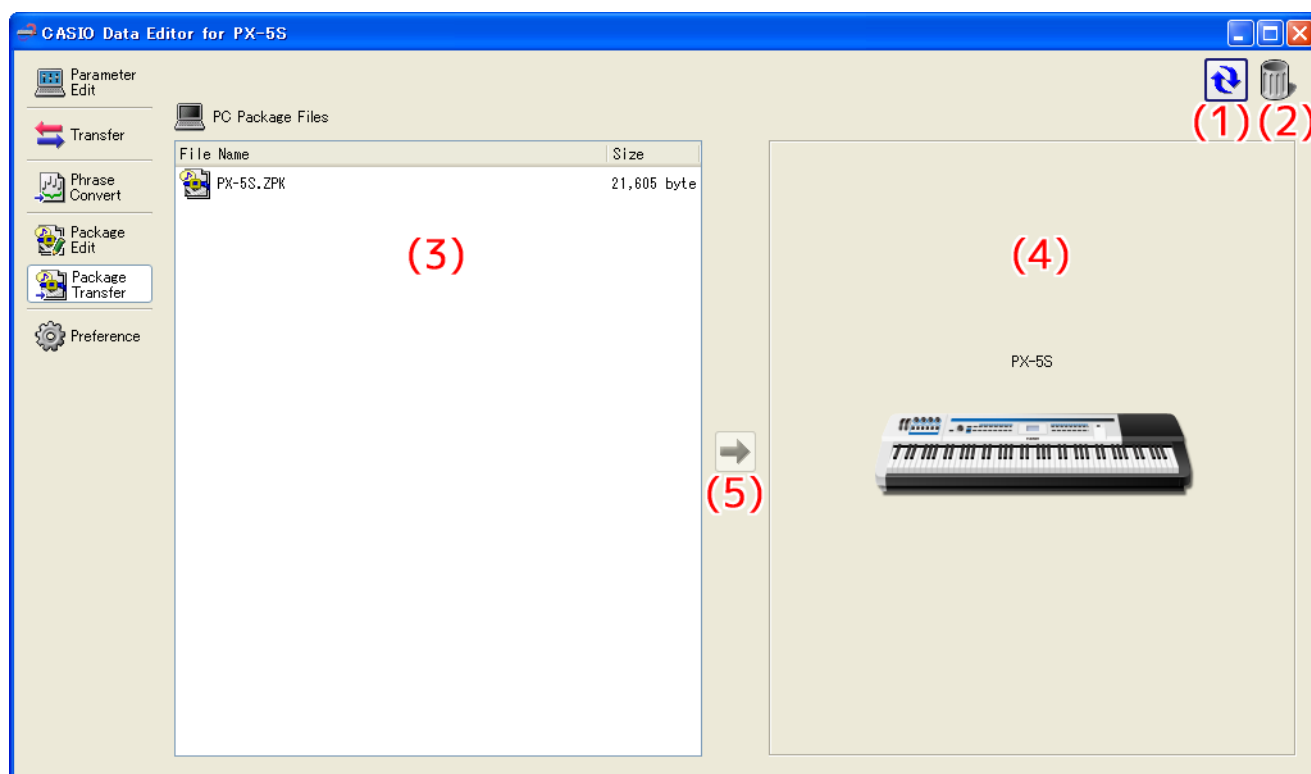 CASIO Data Editor for PX-5S
Parameter
Edit
Transfer
Phrase
Convert
Package
Edit
Package
Transfer
Preference
PC Package Files
File Name Size
PX-5S.ZPK 21,605 byte
(1) (2)
(3)
(4)
PX-5S
(5)